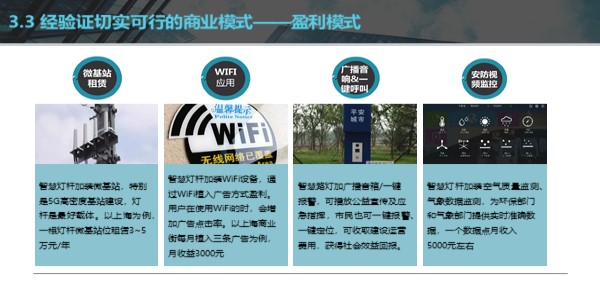 3.3 经验证切实可行的商业模式——盈利模式
微基站
租赁
WIFI
应用
广播音
响&一
键呼叫
安防视
频监控
温馨提示
Polite Notice
WiFi
无线网络已覆盖
平安
城市
智慧灯杆加装微基站，特别
是5G高密度基站建设，灯
杆是最好载体。以上海为例，
一根灯杆微基站位租赁3~5
万元/年
智慧灯杆加装WiFi设备，通
过WiFi植入广告方式盈利。
用户在使用WiFi的时，会增
加广告点击率。以上海商业
街每月植入三条广告为例，
月收益3000元
智慧路灯加广播音箱/一键
报警，可播放公益宣传及应
急指挥，市民也可一键报警、
一键定位，可收取建设运营
费用，获得社会效益回报。
智慧灯杆加装空气质量监测、
气象数据监测，为环保部门
和气象部门提供实时准确数
据，一个数据点月收入
5000元左右